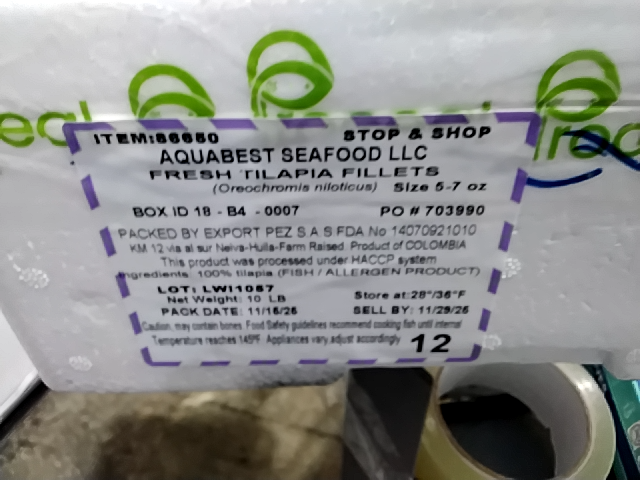 ITEM:86650 STOP & SHOP
AQUABEST SEAFOOD LLC
FRESH TILAPIA FILLETS
(Oreochromis niloticus) Size 5-7 oz
BOX ID 18 - B4 - 0007 PO # 703990
PACKED BY EXPORT PEZ S A S FDA No 14070921010
KM 12 via al sur Neiva-Huila-Farm Raised. Product of COLOMBIA
This product was processed under HACCP system
Ingredients: 100% tilapia (FISH / ALLERGEN PRODUCT)
LOT: LW11087
Net Weight: 10 LB Store at:28°/36°F
PACK DATE: 11/16/25 SELL BY: 11/29/25
Caution, may contain bones. Food Safety guidelines recommend cooking fish until internal
Temperature reaches 145ºF. Appliances vary,adjust accordingly
12